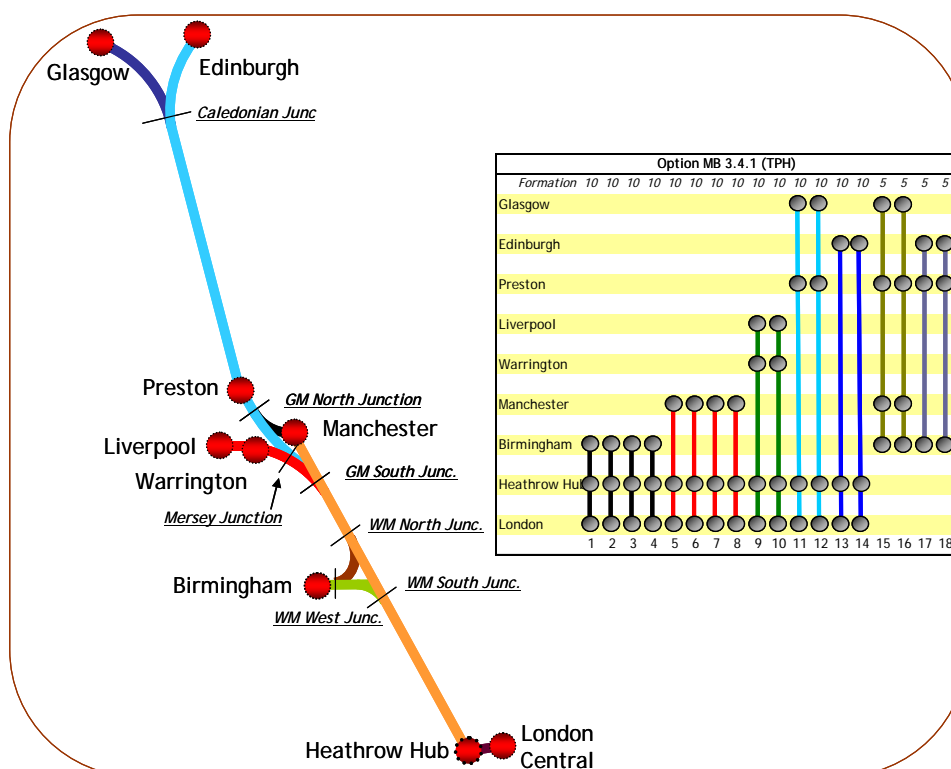 Glasgow
Edinburgh
Caledonian Junc
Preston
GM North Junction
Manchester
Liverpool
Warrington
GM South Junc.
Mersey Junction
WM North Junc.
Birmingham
WM South Junc.
WM West Junc.
Heathrow Hub
London
Central
Option MB 3.4.1 (TPH)
Formation 10 10 10 10 10 10 10 10 10 10 10 10 10 10 5 5 5 5
Glasgow
Edinburgh
Preston
Liverpool
Warrington
Manchester
Birmingham
Heathrow Hub
London
1 2 3 4 5 6 7 8 9 10 11 12 13 14 15 16 17 18